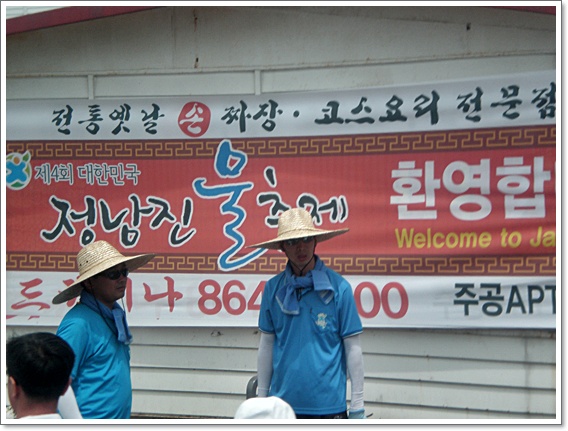 전통옛날 손 짜장 · 코스요리 전문점
제4회 대한민국
정남진 물축제
환영합
Welcome to Ja
864
00
주공APT